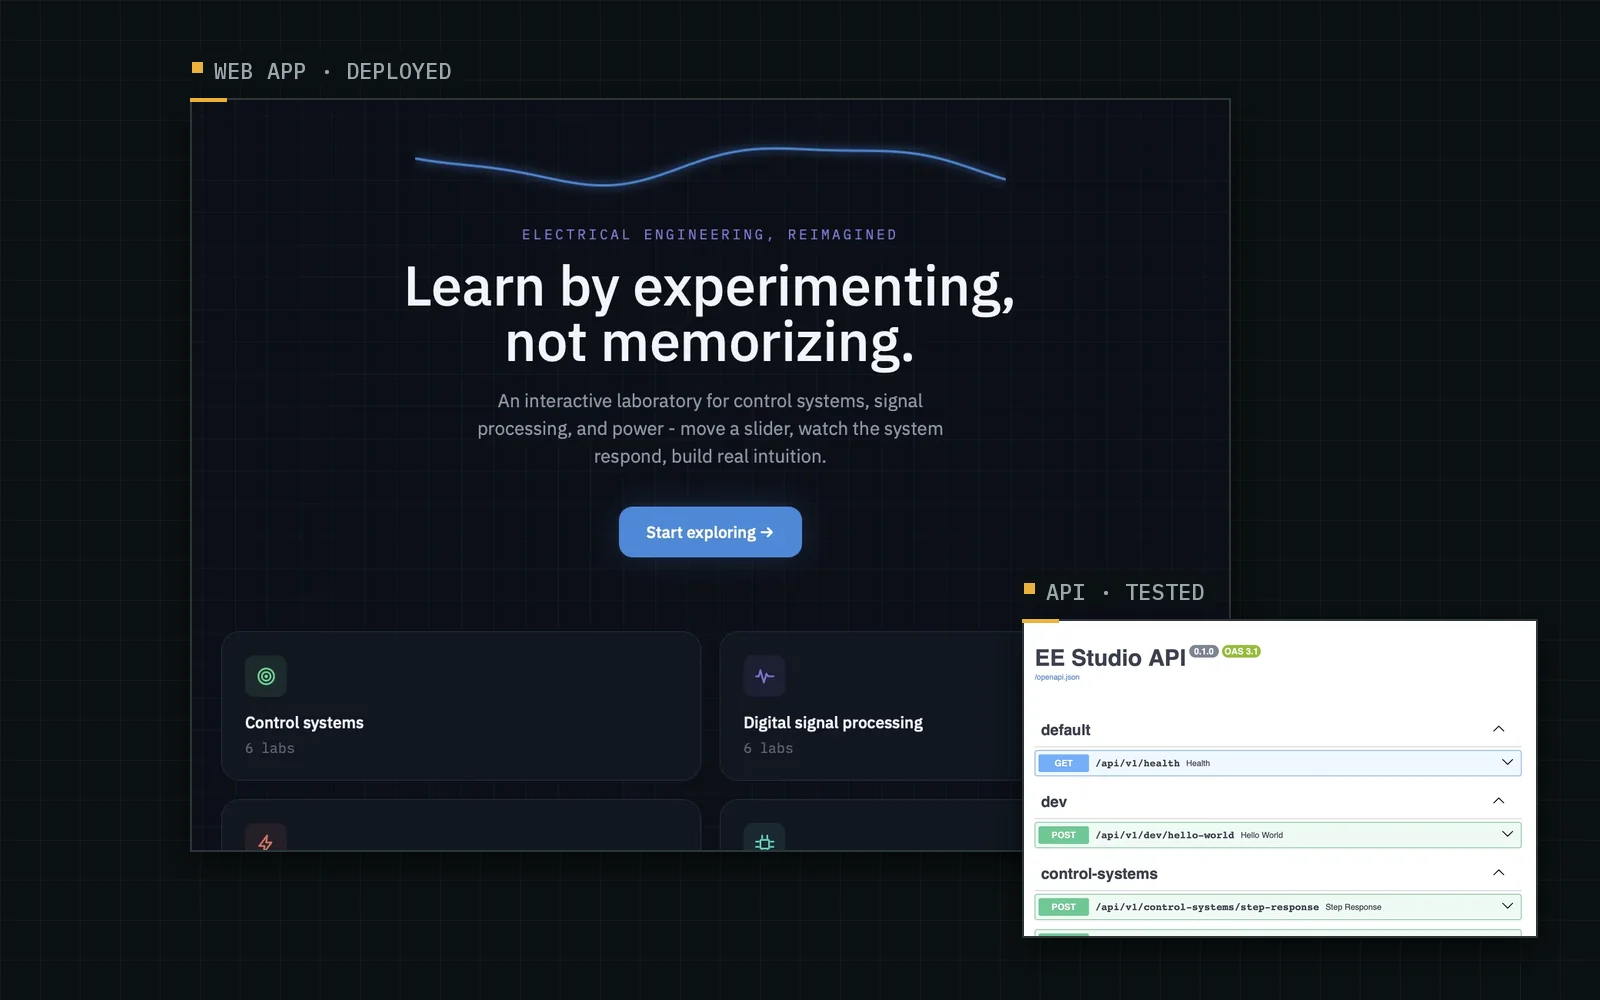 WEB APP · DEPLOYED
ELECTRICAL ENGINEERING, REIMAGINED
Learn by experimenting,
not memorizing.
An interactive laboratory for control systems, signal
processing, and power - move a slider, watch the system
respond, build real intuition.
Start exploring →
Control systems
6 labs
Digital signal processing
6 labs
API · TESTED
EE Studio API 0.1.0 OAS 3.1
/openapi.json
default
GET /api/v1/health Health
dev
POST /api/v1/dev/hello-world Hello World
control-systems
POST /api/v1/control-systems/step-response Step Response